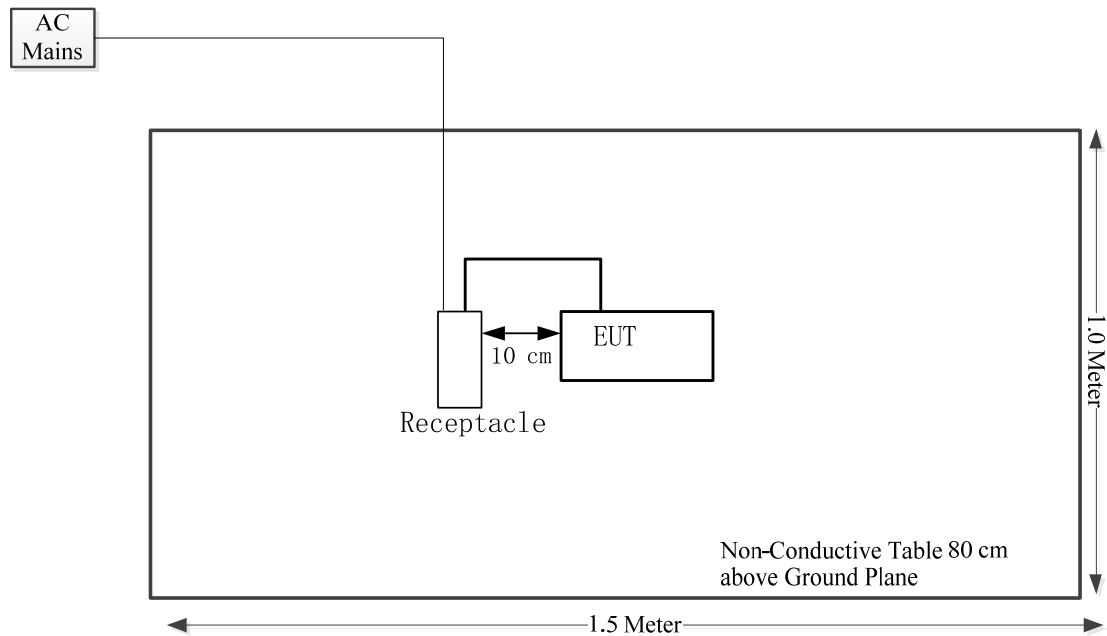 AC
Mains
EUT
10 cm
Receptacle
1.0 Meter
Non-Conductive Table 80 cm
above Ground Plane
1.5 Meter